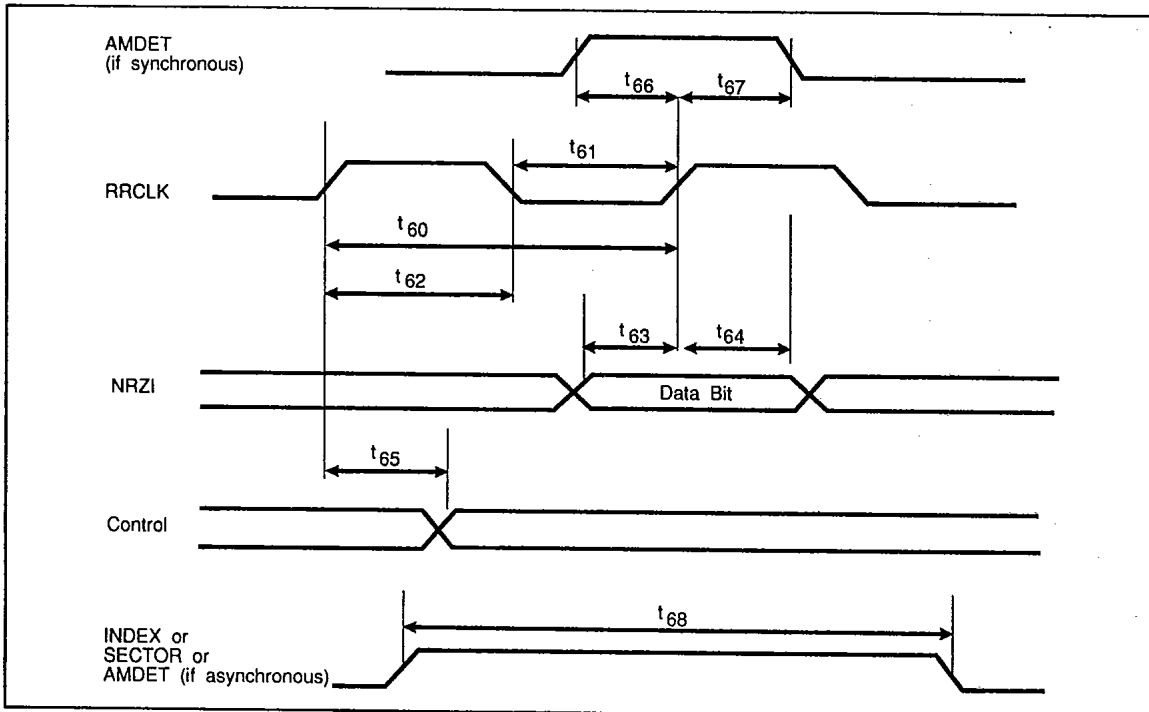 AMDET
(if synchronous)
t66
t67
t61
RRCLK
t60
t62
t63
t64
NRZI
Data Bit
t65
Control
t68
INDEX or
SECTOR or
AMDET (if asynchronous)